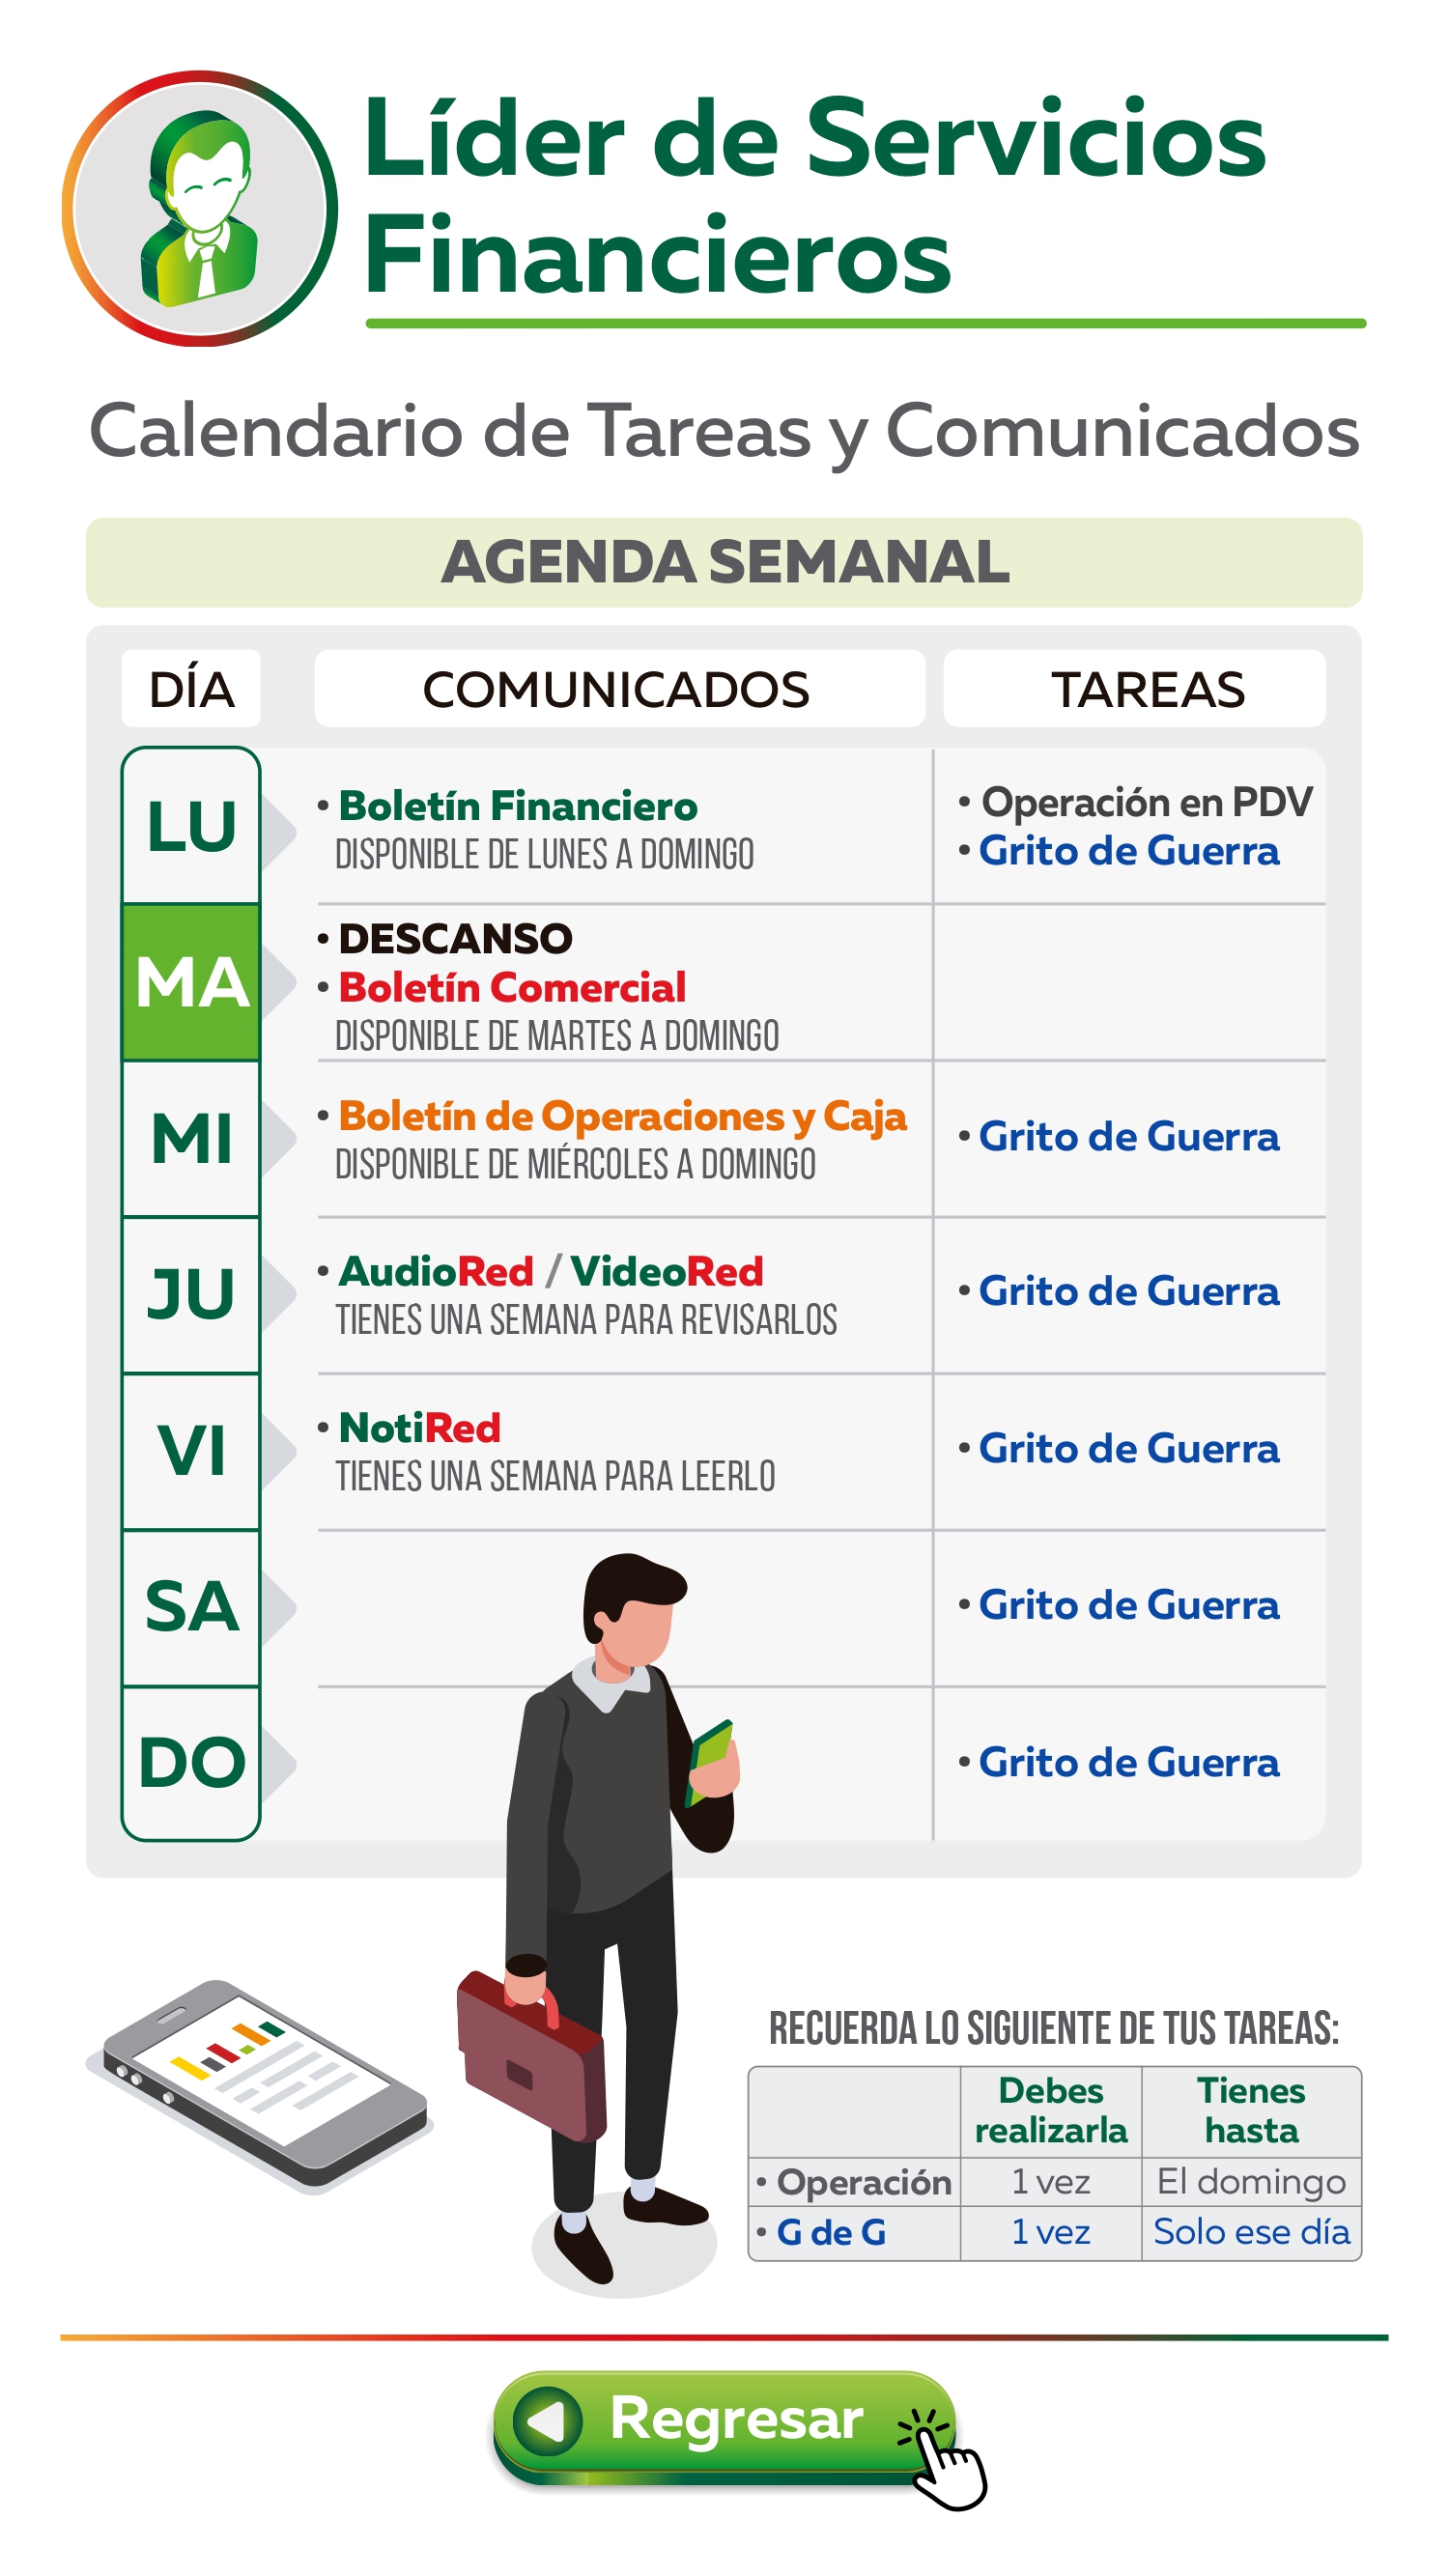 Líder de Servicios
Financieros
Calendario de Tareas y Comunicados
AGENDA SEMANAL
DÍA
COMUNICADOS
TAREAS
LU
• Boletín Financiero
DISPONIBLE DE LUNES A DOMINGO
• Operación en PDV
• Grito de Guerra
MA
• DESCANSO
• Boletín Comercial
DISPONIBLE DE MARTES A DOMINGO
MI
• Boletín de Operaciones y Caja
DISPONIBLE DE MIÉRCOLES A DOMINGO
• Grito de Guerra
JU
• AudioRed / VideoRed
TIENES UNA SEMANA PARA REVISARLOS
• Grito de Guerra
VI
• NotiRed
TIENES UNA SEMANA PARA LEERLO
• Grito de Guerra
SA
• Grito de Guerra
DO
• Grito de Guerra
RECUERDA LO SIGUIENTE DE TUS TAREAS:
Debes
realizarla
Tienes
hasta
• Operación
1 vez
El domingo
• G de G
1 vez
Solo ese día
Regresar